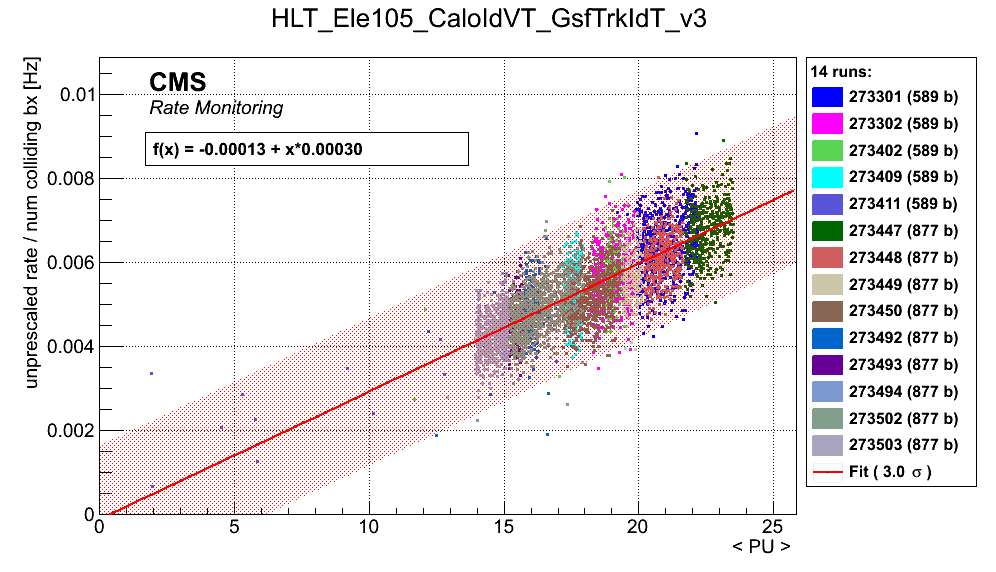 HLT_Ele105_CaloIdVT_GsfTrkIdT_v3
unprescaled rate / num colliding bx [Hz]
CMS
Rate Monitoring
f(x) = -0.00013 + x*0.00030
0.01
0.008
0.006
0.004
0.002
0
0 5 10 15 20 25
< PU >
14 runs:
273301 (589 b)
273302 (589 b)
273402 (589 b)
273409 (589 b)
273411 (589 b)
273447 (877 b)
273448 (877 b)
273449 (877 b)
273450 (877 b)
273492 (877 b)
273493 (877 b)
273494 (877 b)
273502 (877 b)
273503 (877 b)
Fit ( 3.0 σ )